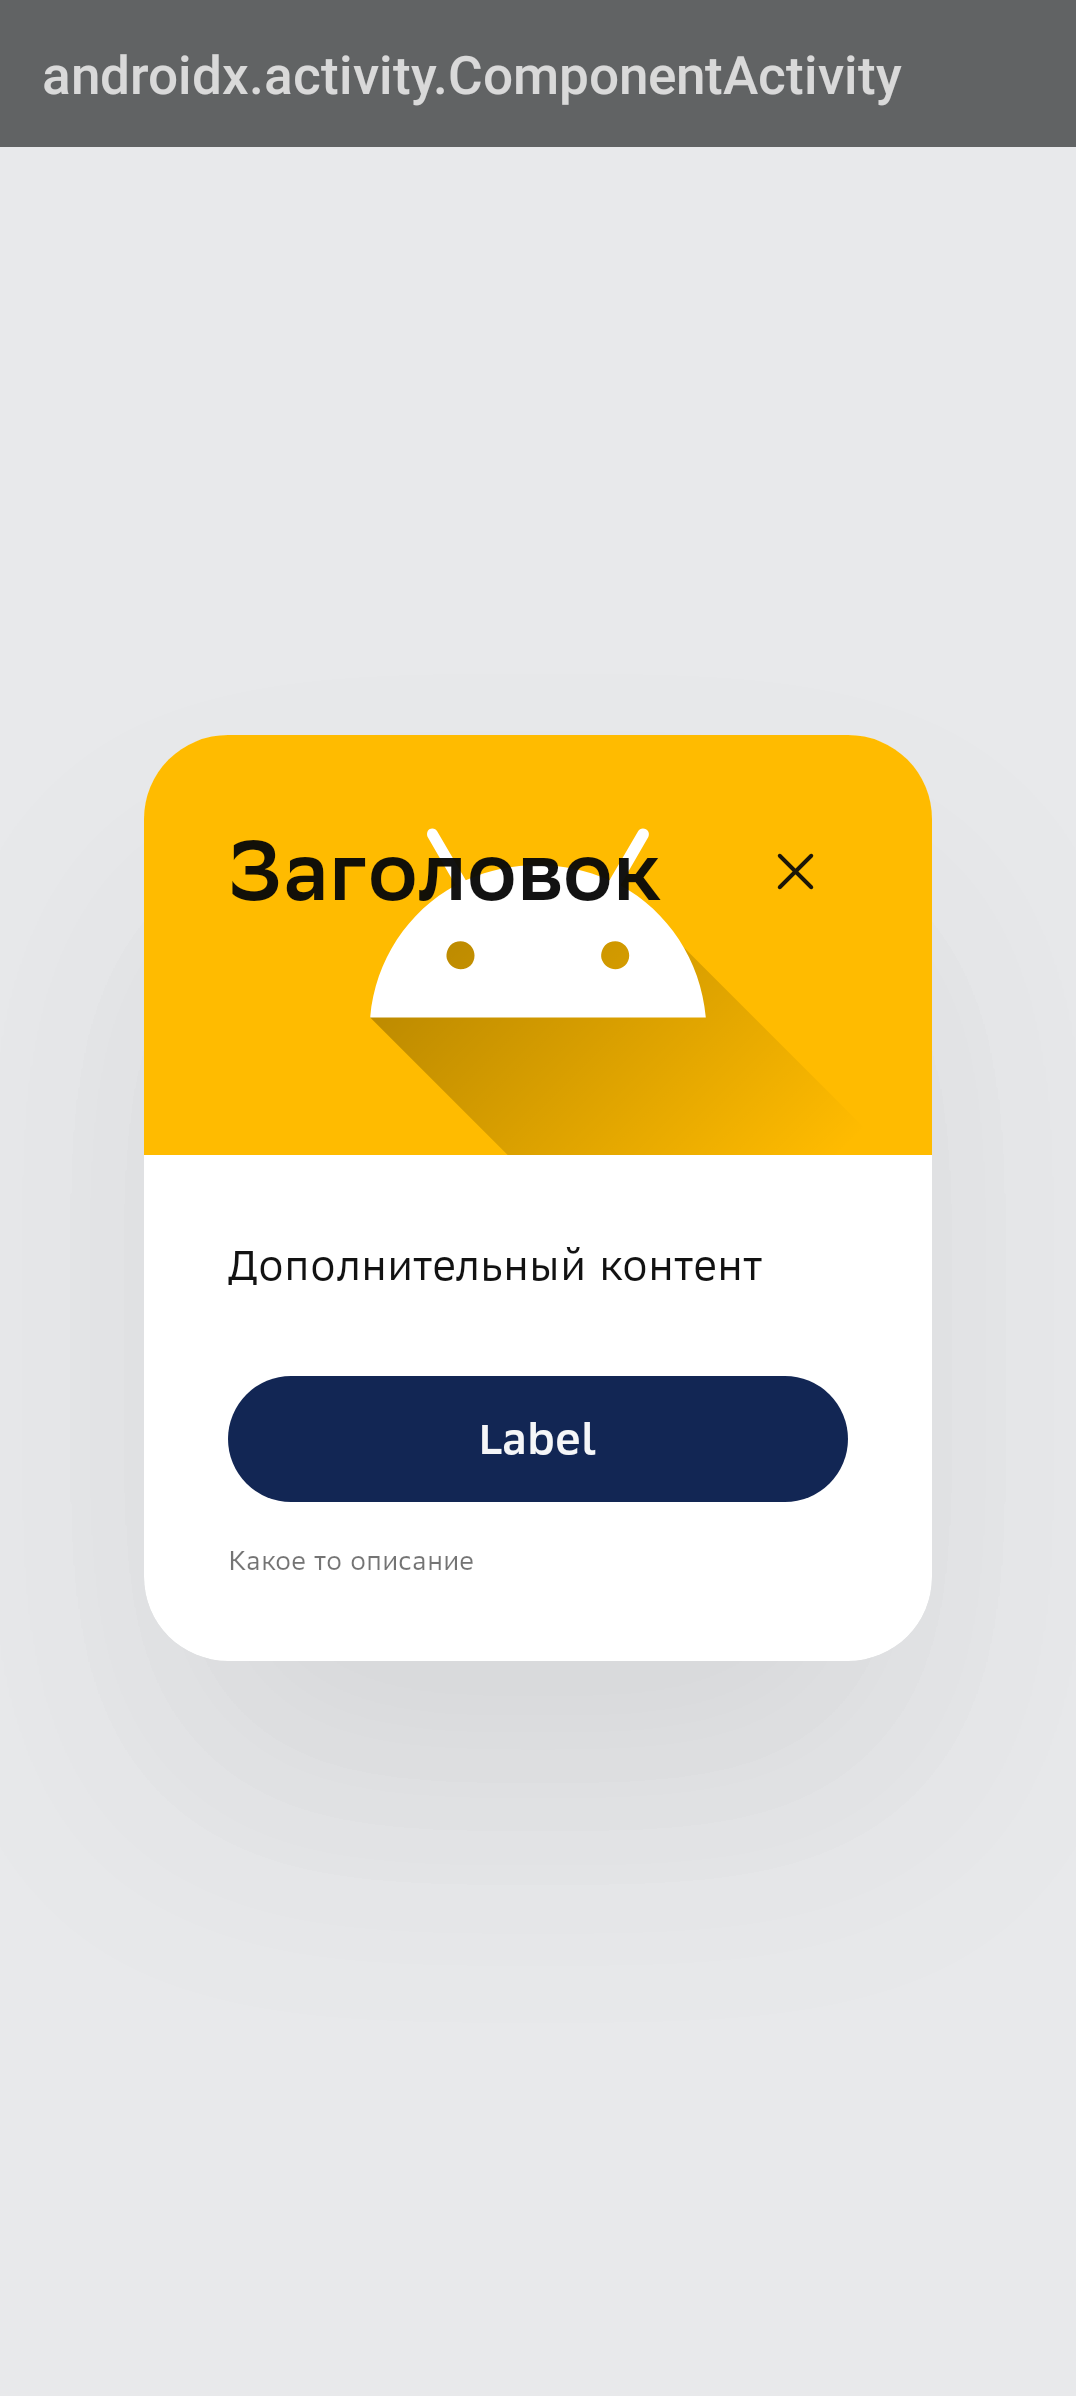 androidx.activity.ComponentActivity
Заголовок
Дополнительный контент
Label
Какое то описание